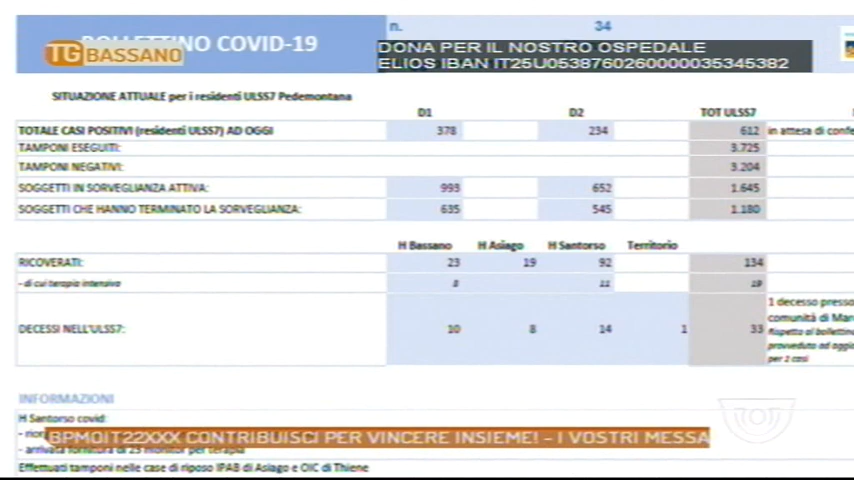 n. 34
BOLLETTINO COVID-19
TG BASSANO
DONA PER IL NOSTRO OSPEDALE
ELIOS IBAN IT25U0538760260000035345382
SITUAZIONE ATTUALE per i residenti ULSS7 Pedemontana
D1 D2 TOT ULSS7
TOTALE CASI POSITIVI (residenti ULSS7) AD OGGI 378 234 612 in attesa di confe
TAMPONI ESEGUITI: 3.725
TAMPONI NEGATIVI: 3.204
SOGGETTI IN SORVEGLIANZA ATTIVA: 993 652 1.645
SOGGETTI CHE HANNO TERMINATO LA SORVEGLIANZA: 635 545 1.180
H Bassano H Asiago H Santorso Territorio
RICOVERATI: 23 19 92 134
- di cui terapia intensiva 8 11 19
DECESSI NELL'ULSS7: 10 8 14 1 33
1 decesso presso
comunità di Mar
Rispetto al bollettino
provveduto ad aggio
per 2 casi
INFORMAZIONI
H Santorso covid:
BPMOIT22XXX CONTRIBUISCI PER VINCERE INSIEME! - I VOSTRI MESSA
- arrivata fornitura di 23 monitor per terapia
Effettuati tamponi nelle case di riposo IPAB di Asiago e OIC di Thiene